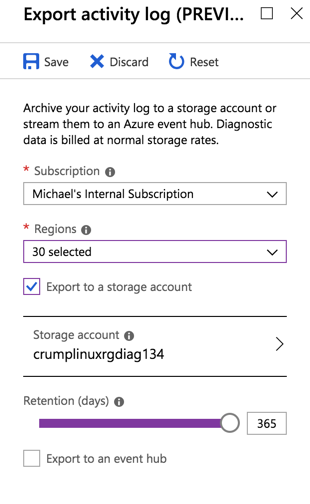 Export activity log (PREVI...
Save Discard Reset
Archive your activity log to a storage account or
stream them to an Azure event hub. Diagnostic
data is billed at normal storage rates.
* Subscription
Michael's Internal Subscription
* Regions
30 selected
Export to a storage account
Storage account
crumplinuxrgdiag134
Retention (days)
365
Export to an event hub